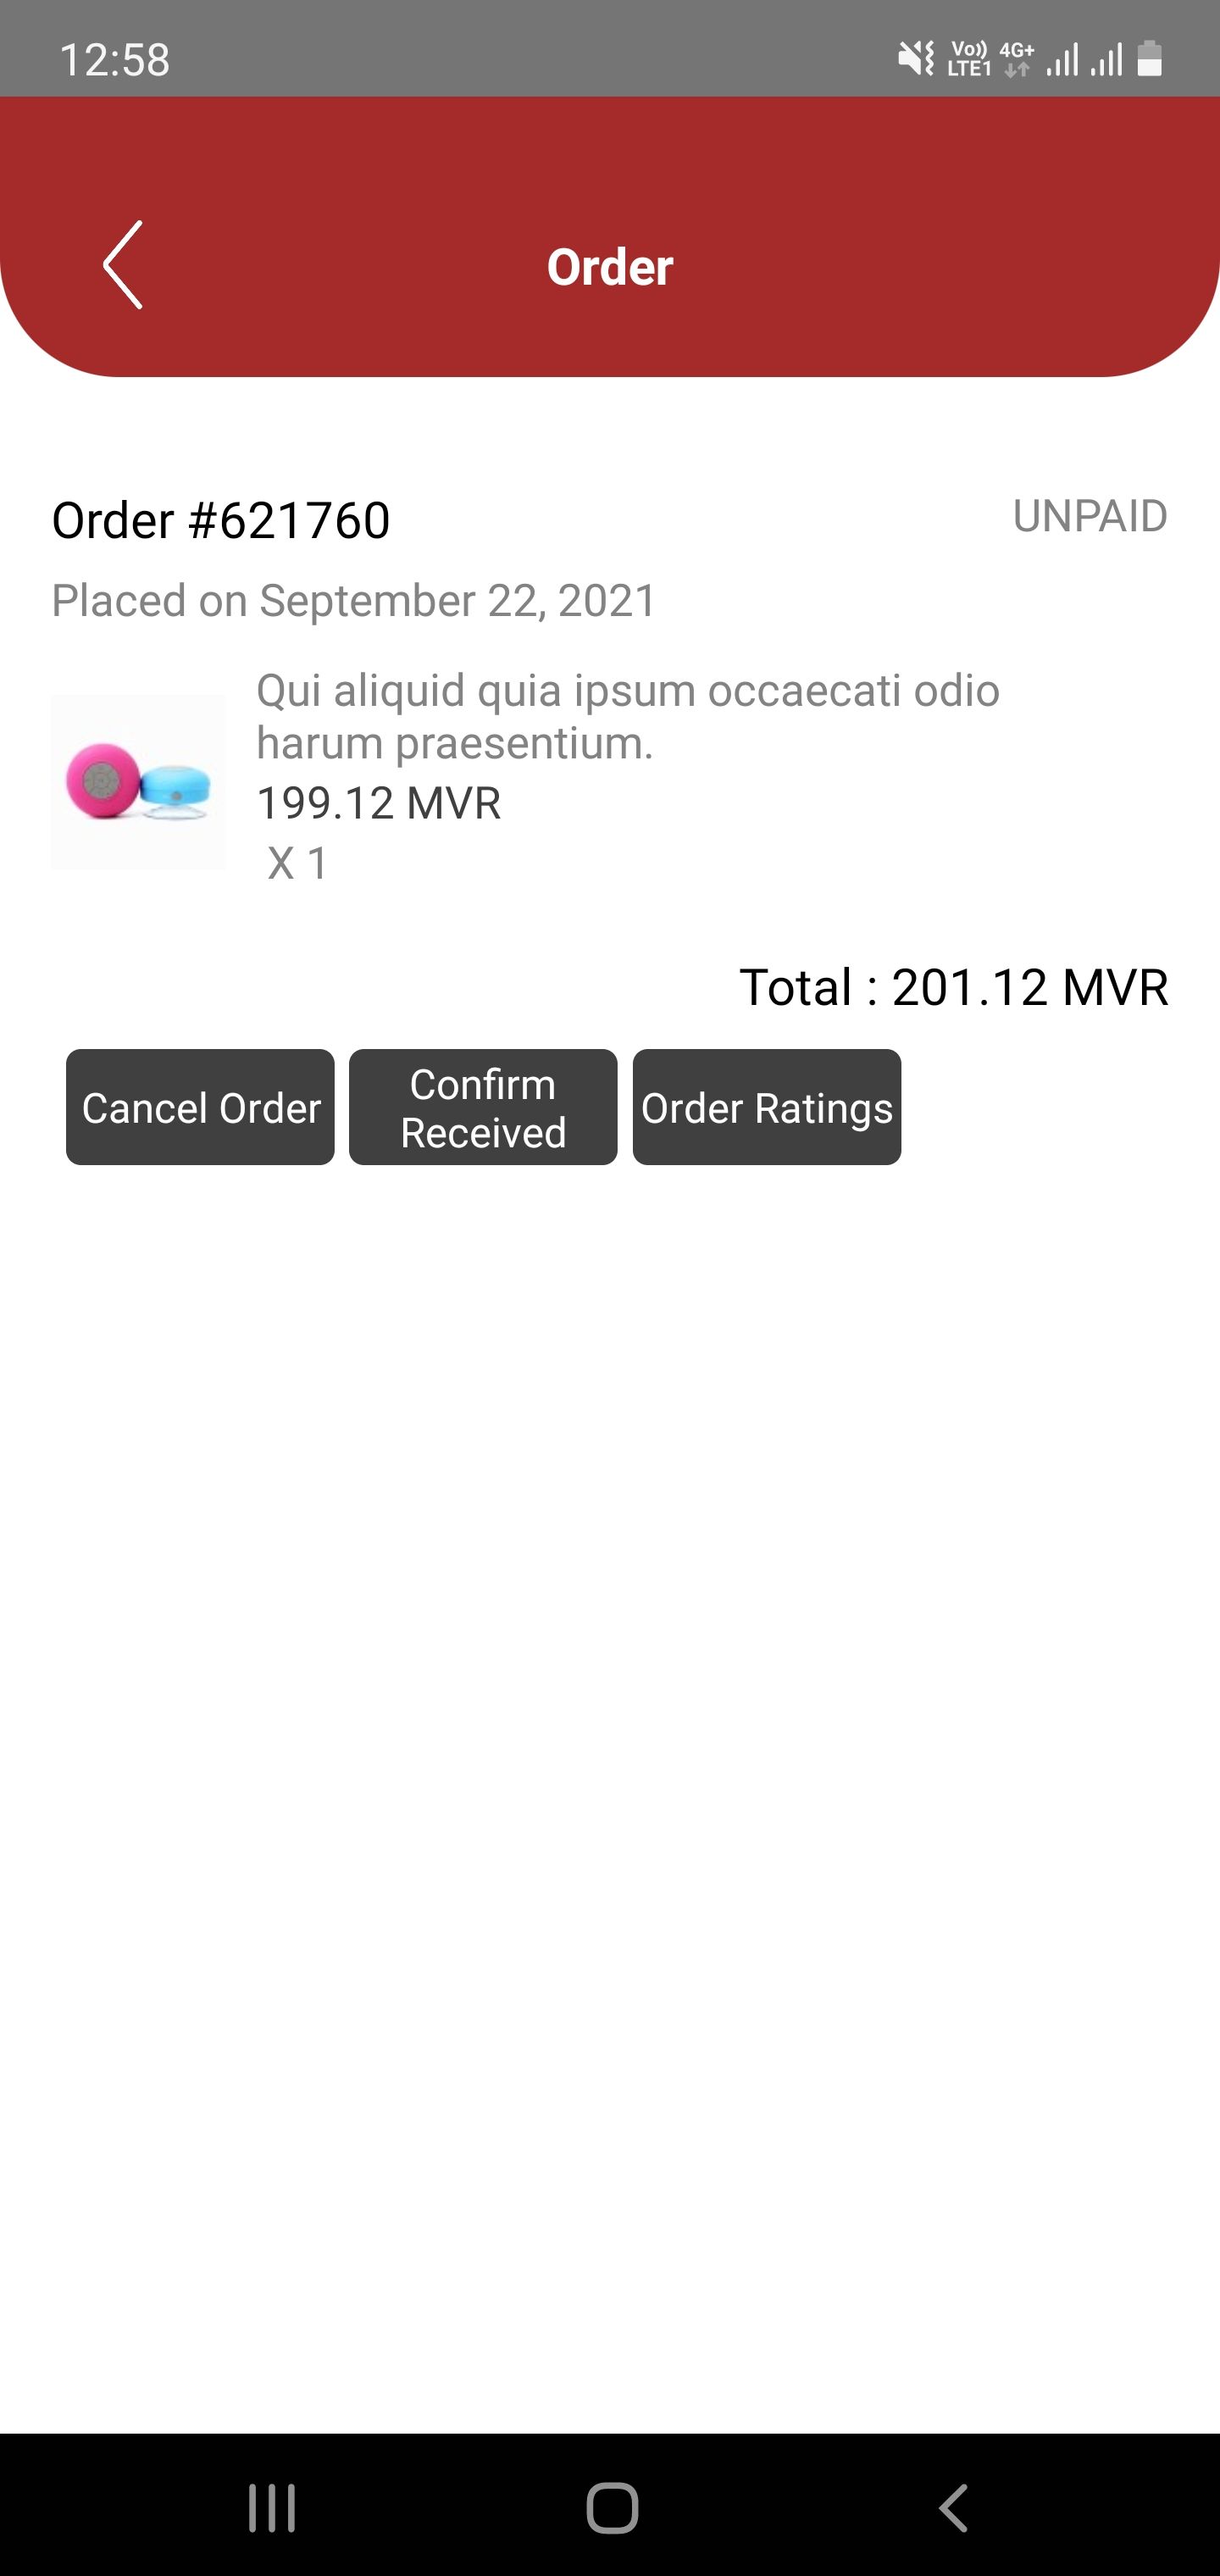 12:58
Vo)) LTE1 4G+
Order
Order #621760
UNPAID
Placed on September 22, 2021
Qui aliquid quia ipsum occaecati odio
harum praesentium.
199.12 MVR
X 1
Total : 201.12 MVR
Cancel Order
Confirm
Received
Order Ratings